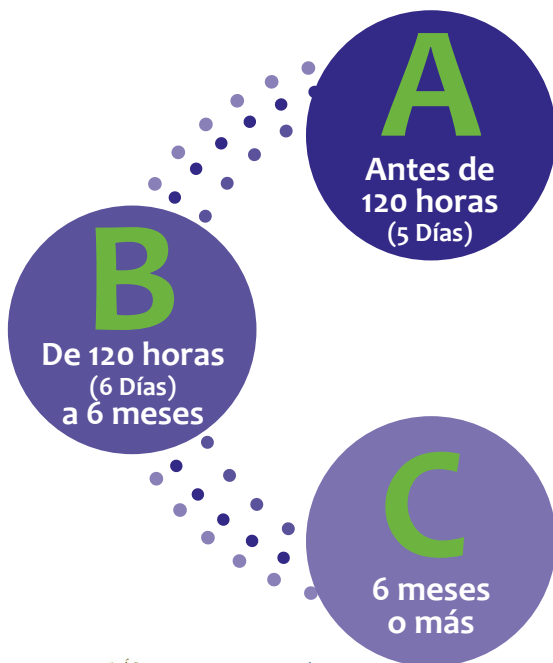 A
Antes de
120 horas
(5 Días)
B
De 120 horas
(6 Días)
a 6 meses
C
6 meses
o más